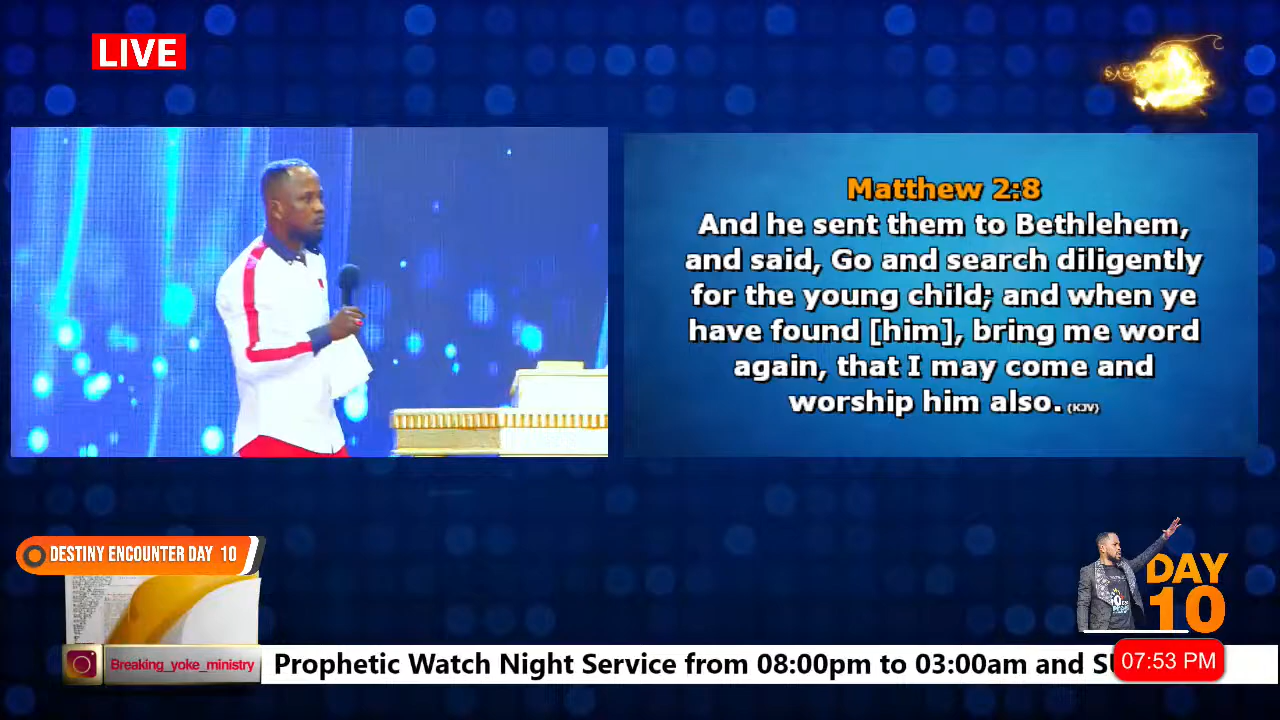 LIVE
Matthew 2:8
And he sent them to Bethlehem,
and said, Go and search diligently
for the young child; and when ye
have found [him], bring me word
again, that I may come and
worship him also. (KJV)
DESTINY ENCOUNTER DAY 10
DAY
10
Breaking_yoke_ministry
Prophetic Watch Night Service from 08:00pm to 03:00am and
07:53 PM